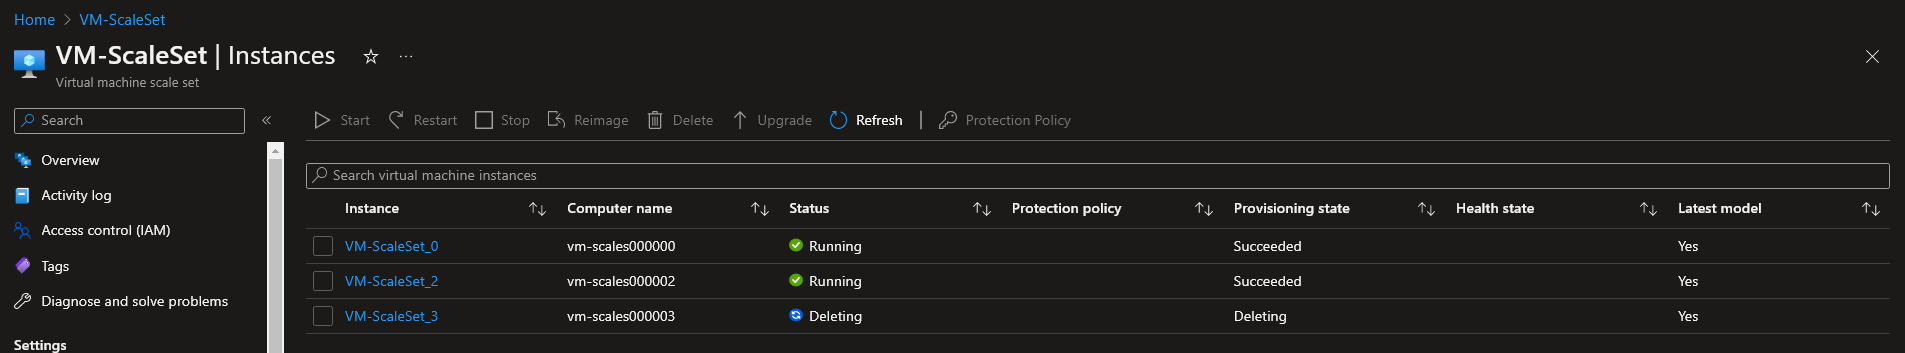 Home > VM-ScaleSet
VM-ScaleSet | Instances
Virtual machine scale set
Search
Overview
Activity log
Access control (IAM)
Tags
Diagnose and solve problems
Settings
Start Restart Stop Reimage Delete Upgrade Refresh Protection Policy
Search virtual machine instances
Instance Computer name Status Protection policy Provisioning state Health state Latest model
VM-ScaleSet_0 vm-scales000000 Running Succeeded Yes
VM-ScaleSet_2 vm-scales000002 Running Succeeded Yes
VM-ScaleSet_3 vm-scales000003 Deleting Deleting Yes